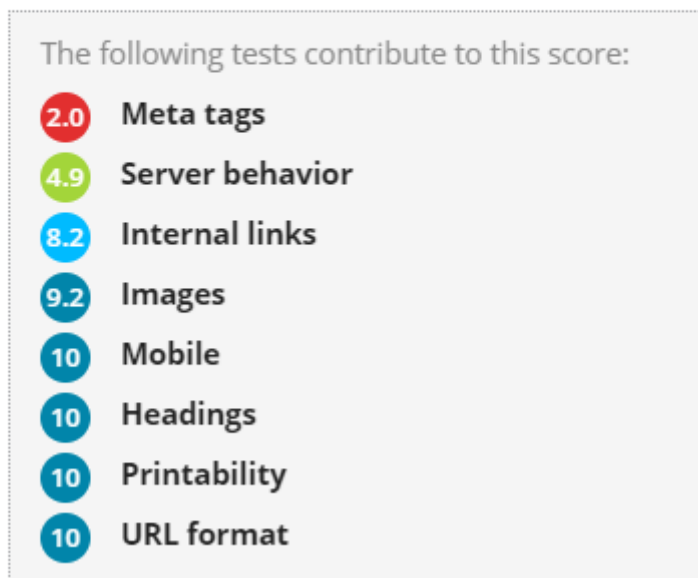 The following tests contribute to this score:
2.0 Meta tags
4.9 Server behavior
8.2 Internal links
9.2 Images
10 Mobile
10 Headings
10 Printability
10 URL format